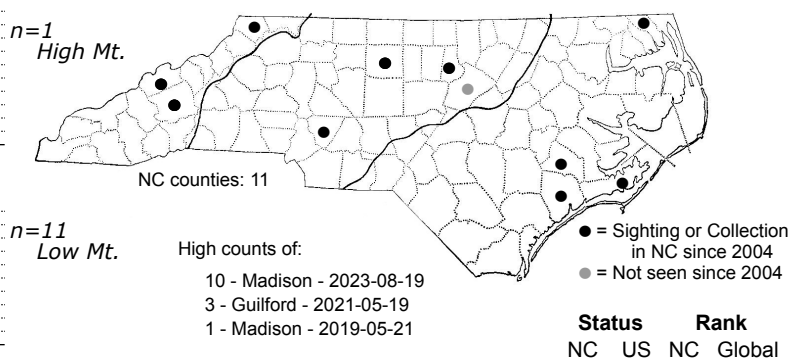 n=1
High Mt.
NC counties: 11
n=11
Low Mt.
High counts of:
10 - Madison - 2023-08-19
3 - Guilford - 2021-05-19
1 - Madison - 2019-05-21
= Sighting or Collection
in NC since 2004
= Not seen since 2004
Status Rank
NC US NC Global